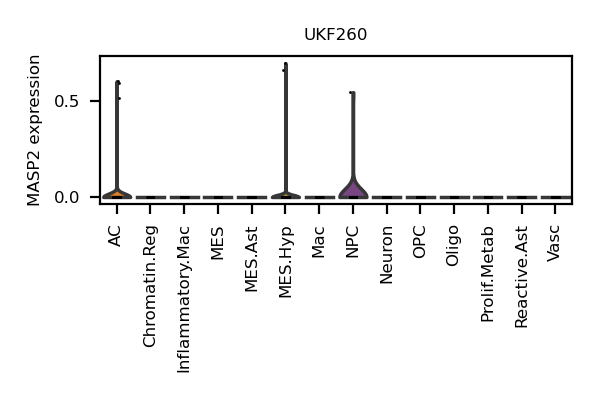 UKF260
MASP2 expression
0.5
0.0
AC
Chromatin.Reg
Inflammatory.Mac
MES
MES.Ast
MES.Hyp
Mac
NPC
Neuron
OPC
Oligo
Prolif.Metab
Reactive.Ast
Vasc